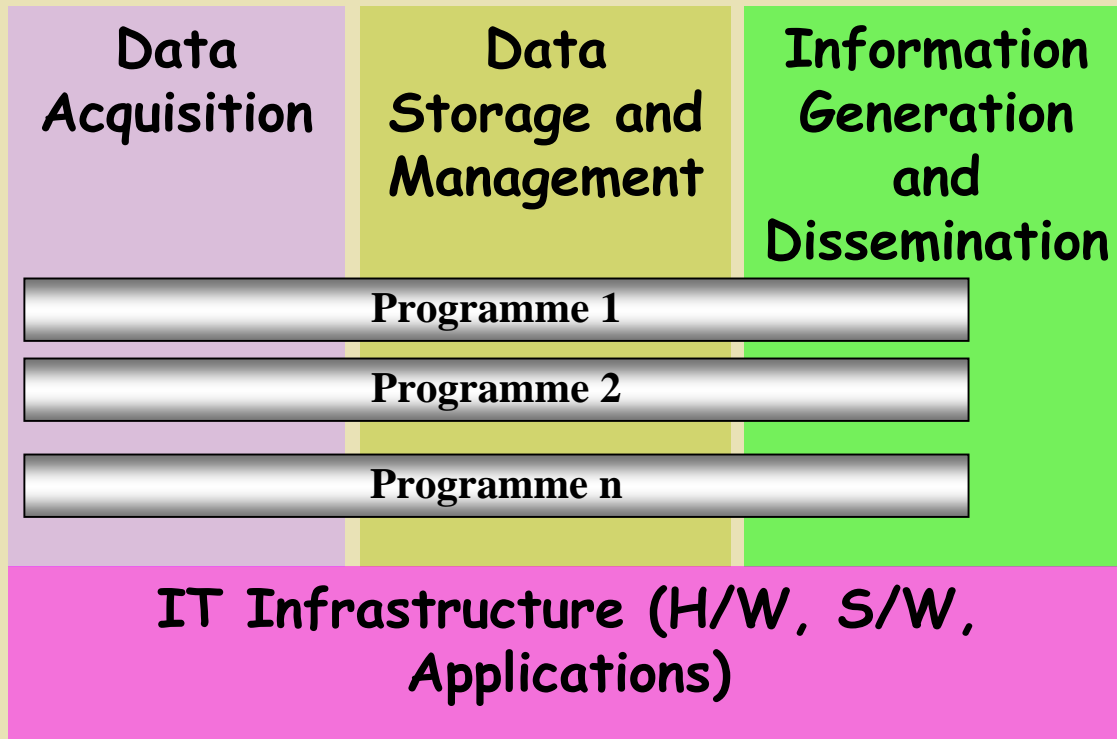 Data
Acquisition
Data
Storage and
Management
Information
Generation
and
Dissemination
Programme 1
Programme 2
Programme n
IT Infrastructure (H/W, S/W,
Applications)